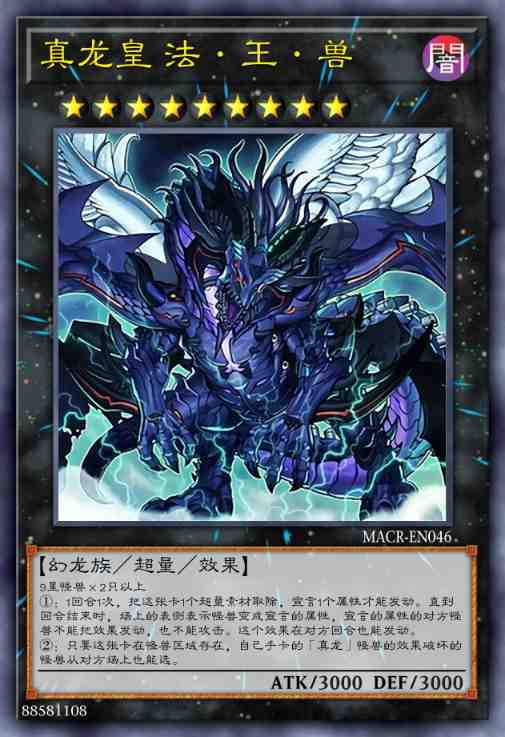 真龙皇 法·王·兽
闇
MACR-EN046
【幻龙族／超量／效果】
9星怪兽×2只以上
①：1回合1次，把这张卡1个超量素材取除，宣言1个属性才能发动。直到
回合结束时，场上的表侧表示怪兽变成宣言的属性，宣言的属性的对方怪
兽不能把效果发动，也不能攻击。这个效果在对方回合也能发动。
②：只要这张卡在怪兽区域存在，自己手卡的「真龙」怪兽的效果破坏的
怪兽从对方场上也能选。
ATK/3000 DEF/3000
88581108